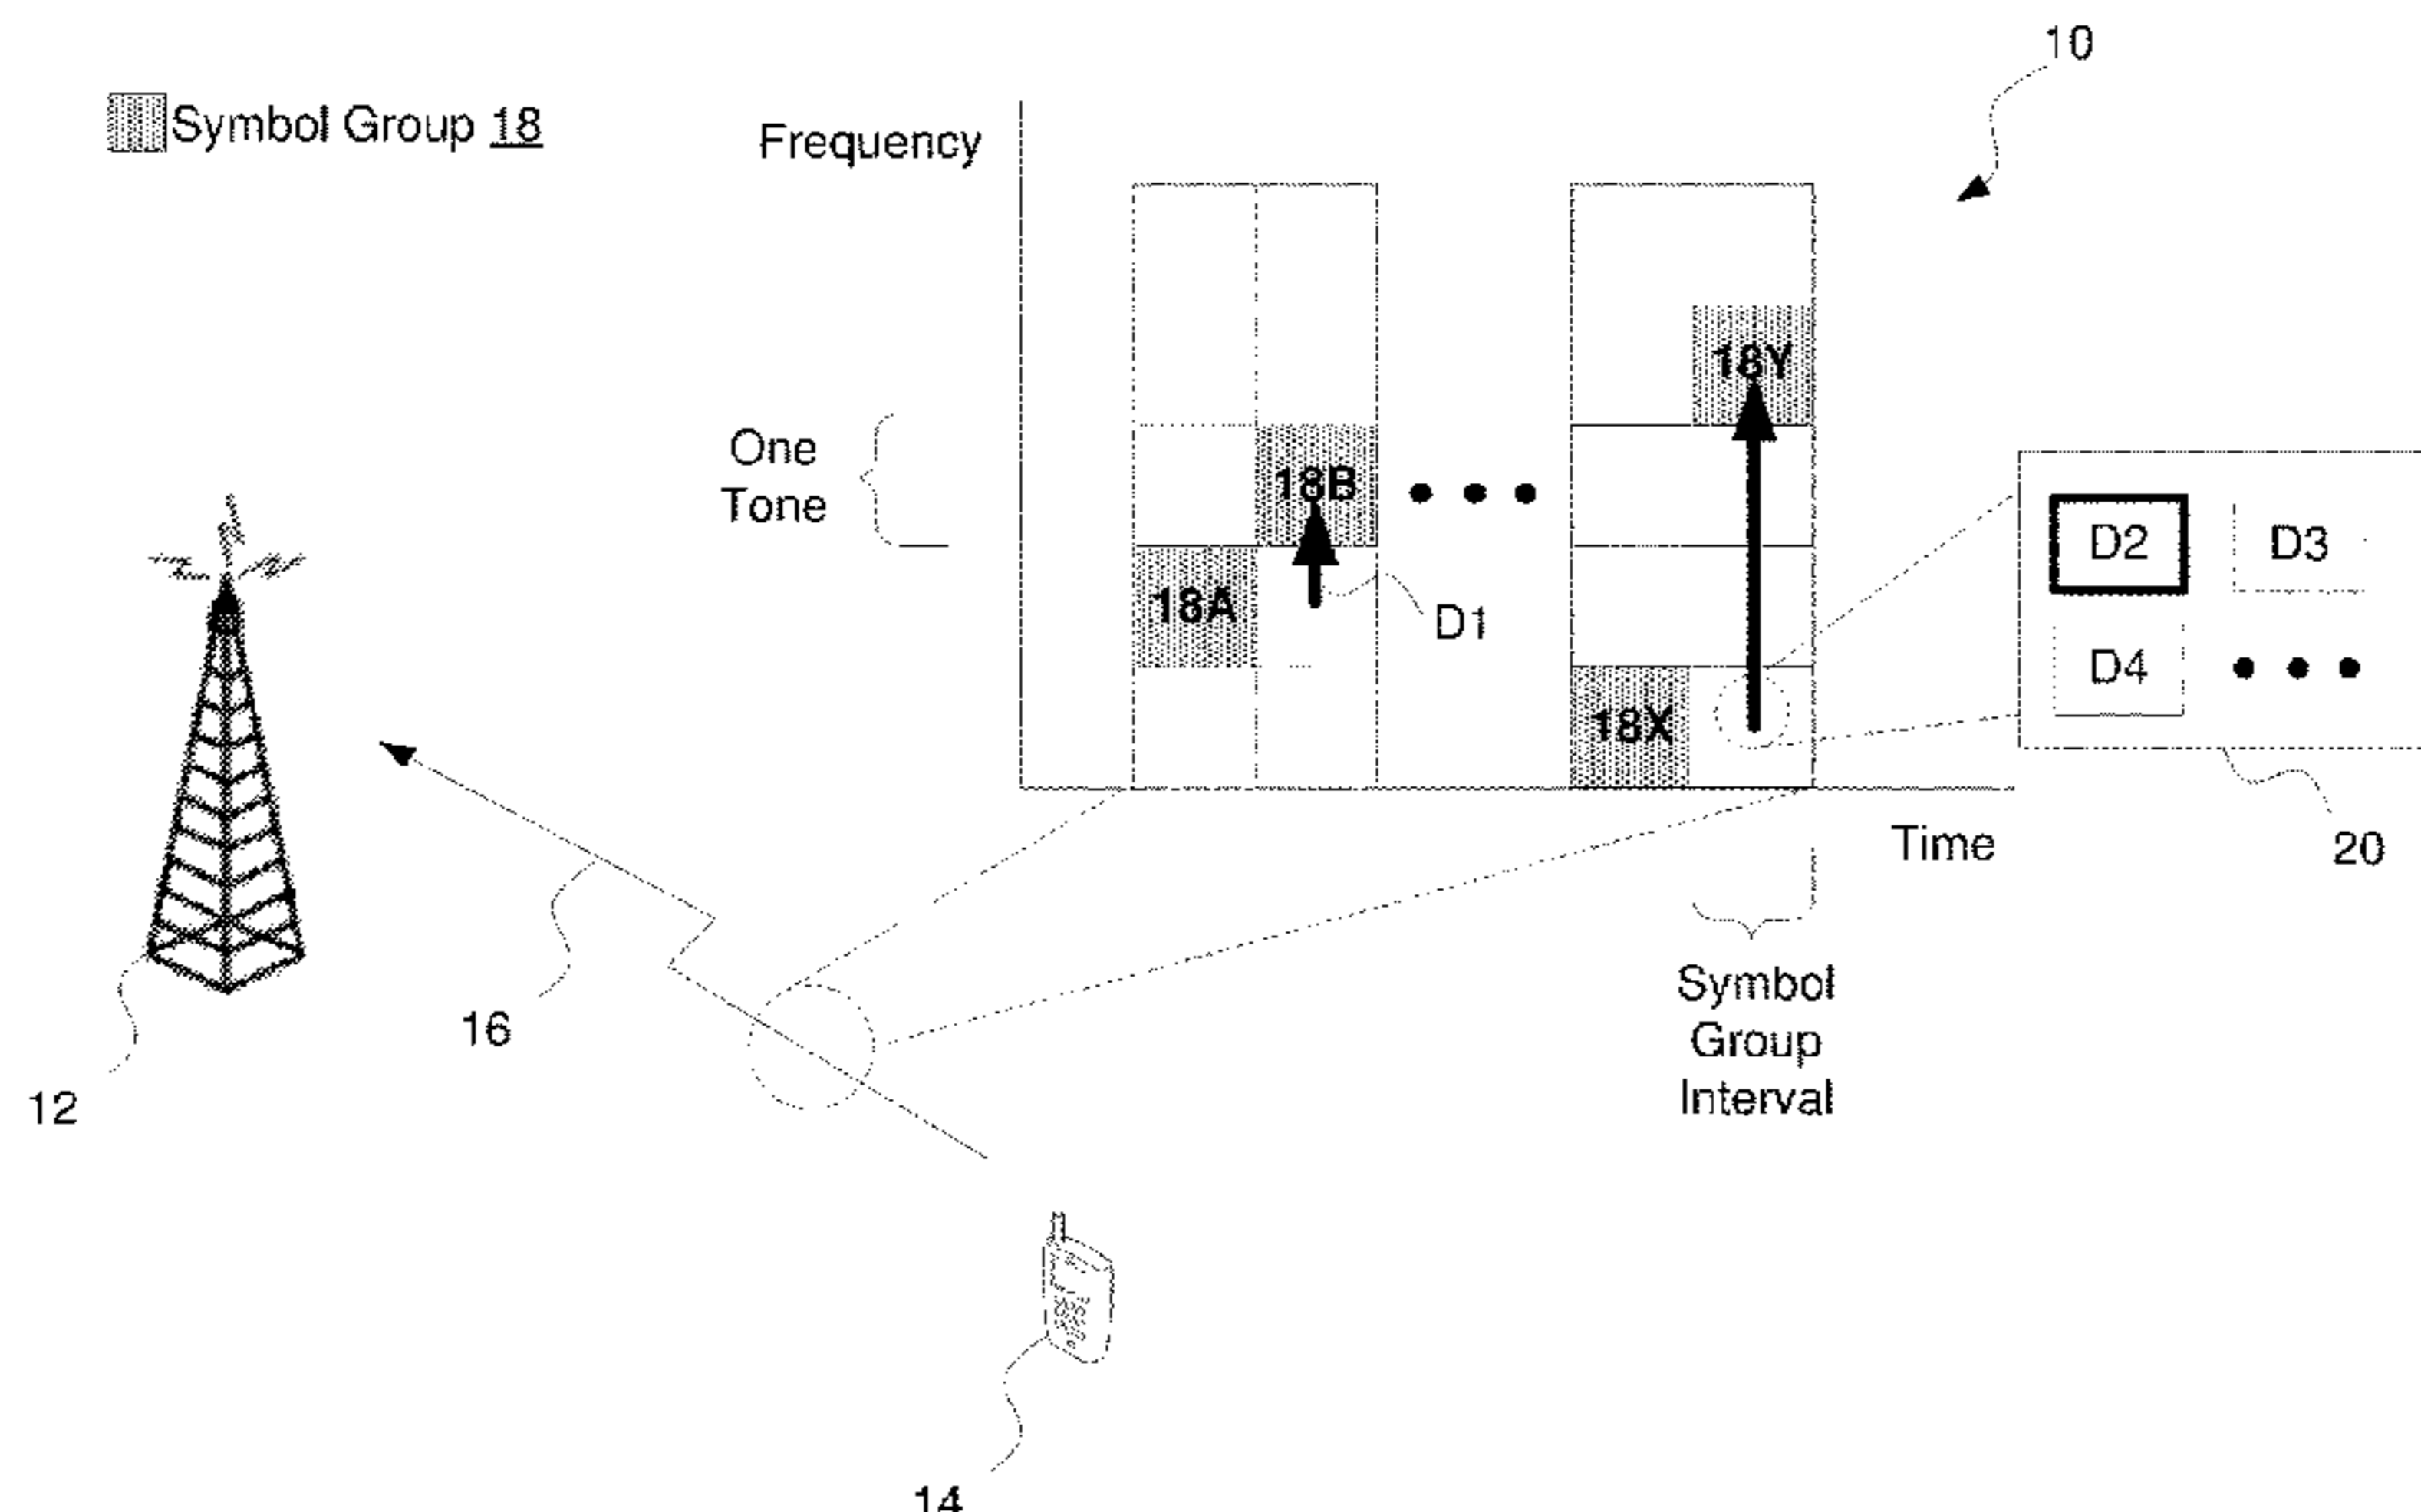 10
Symbol Group 18
Frequency
18Y
One
Tone
18B
D2
D3
18A
D1
D4
18X
Time
20
Symbol
Group
Interval
16
12
14